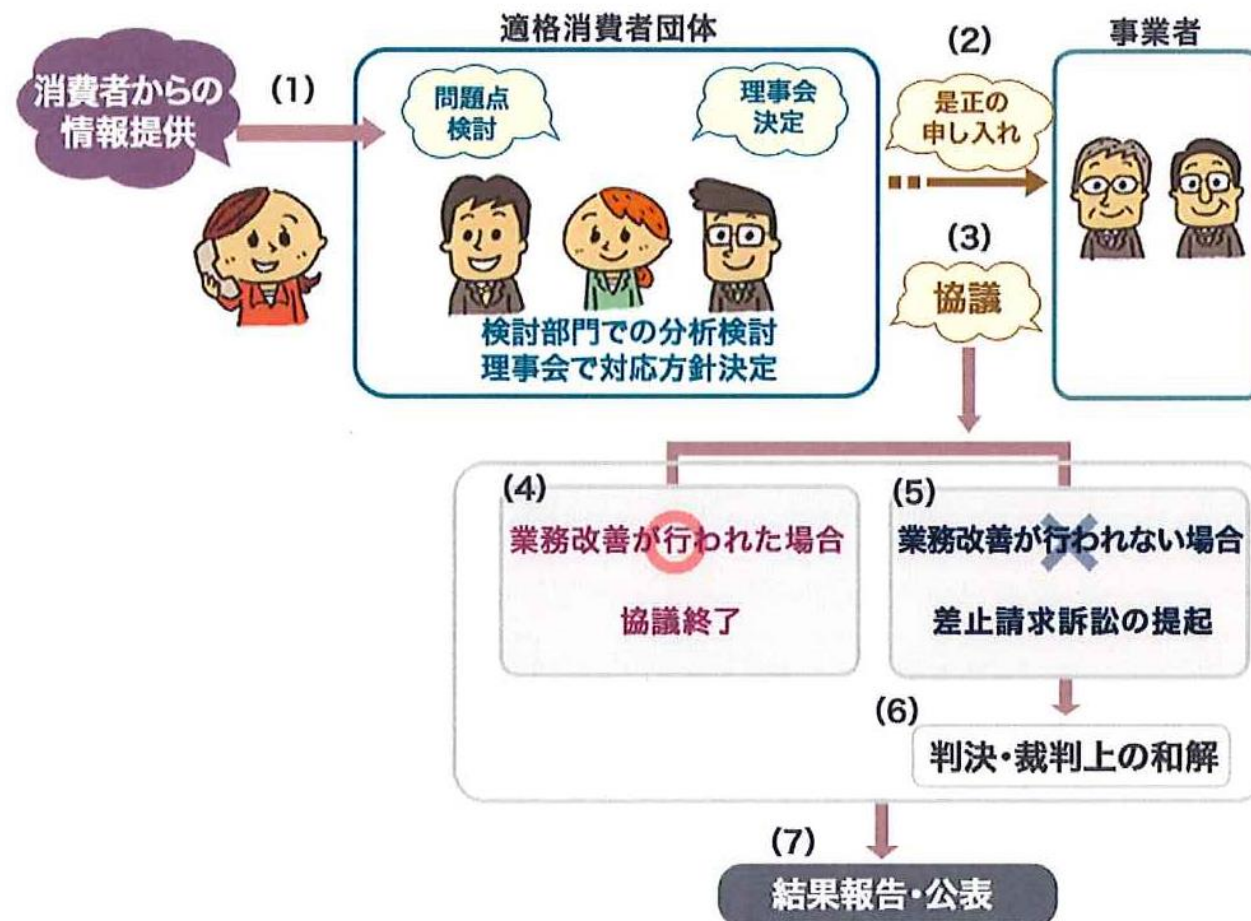 適格消費者団体
(2)
事業者
消費者からの
情報提供
(1)
問題点
検討
理事会
決定
是正の
申し入れ
(3)
協議
検討部門での分析検討
理事会で対応方針決定
(4)
業務改善が行われた場合
協議終了
(5)
業務改善が行われない場合
差止請求訴訟の提起
(6)
判決・裁判上の和解
(7)
結果報告・公表